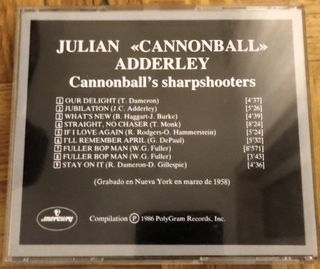 JULIAN «CANNONBALL»
ADDERLEY
Cannonball's sharpshooters
1 OUR DELIGHT (T. Dameron) [4'37]
2 JUBILATION (J.C. Adderley) [5'26]
3 WHAT'S NEW (B. Haggart-J. Burke) [4'39]
4 STRAIGHT, NO CHASER (T. Monk) [8'24]
5 IF I LOVE AGAIN (R. Rodgers-O. Hammerstein) [5'24]
6 I'LL REMEMBER APRIL (G. DePaul) [5'32]
7 FULLER BOP MAN (W.G. Fuller) [8'571]
8 FULLER BOP MAN (W.G. Fuller) [3'43]
9 STAY ON IT (R. Dameron-D. Gillespie) [4'36]
(Grabado en Nueva York en marzo de 1958)
mercury
Compilation Ⓟ 1986 PolyGram Records, Inc.